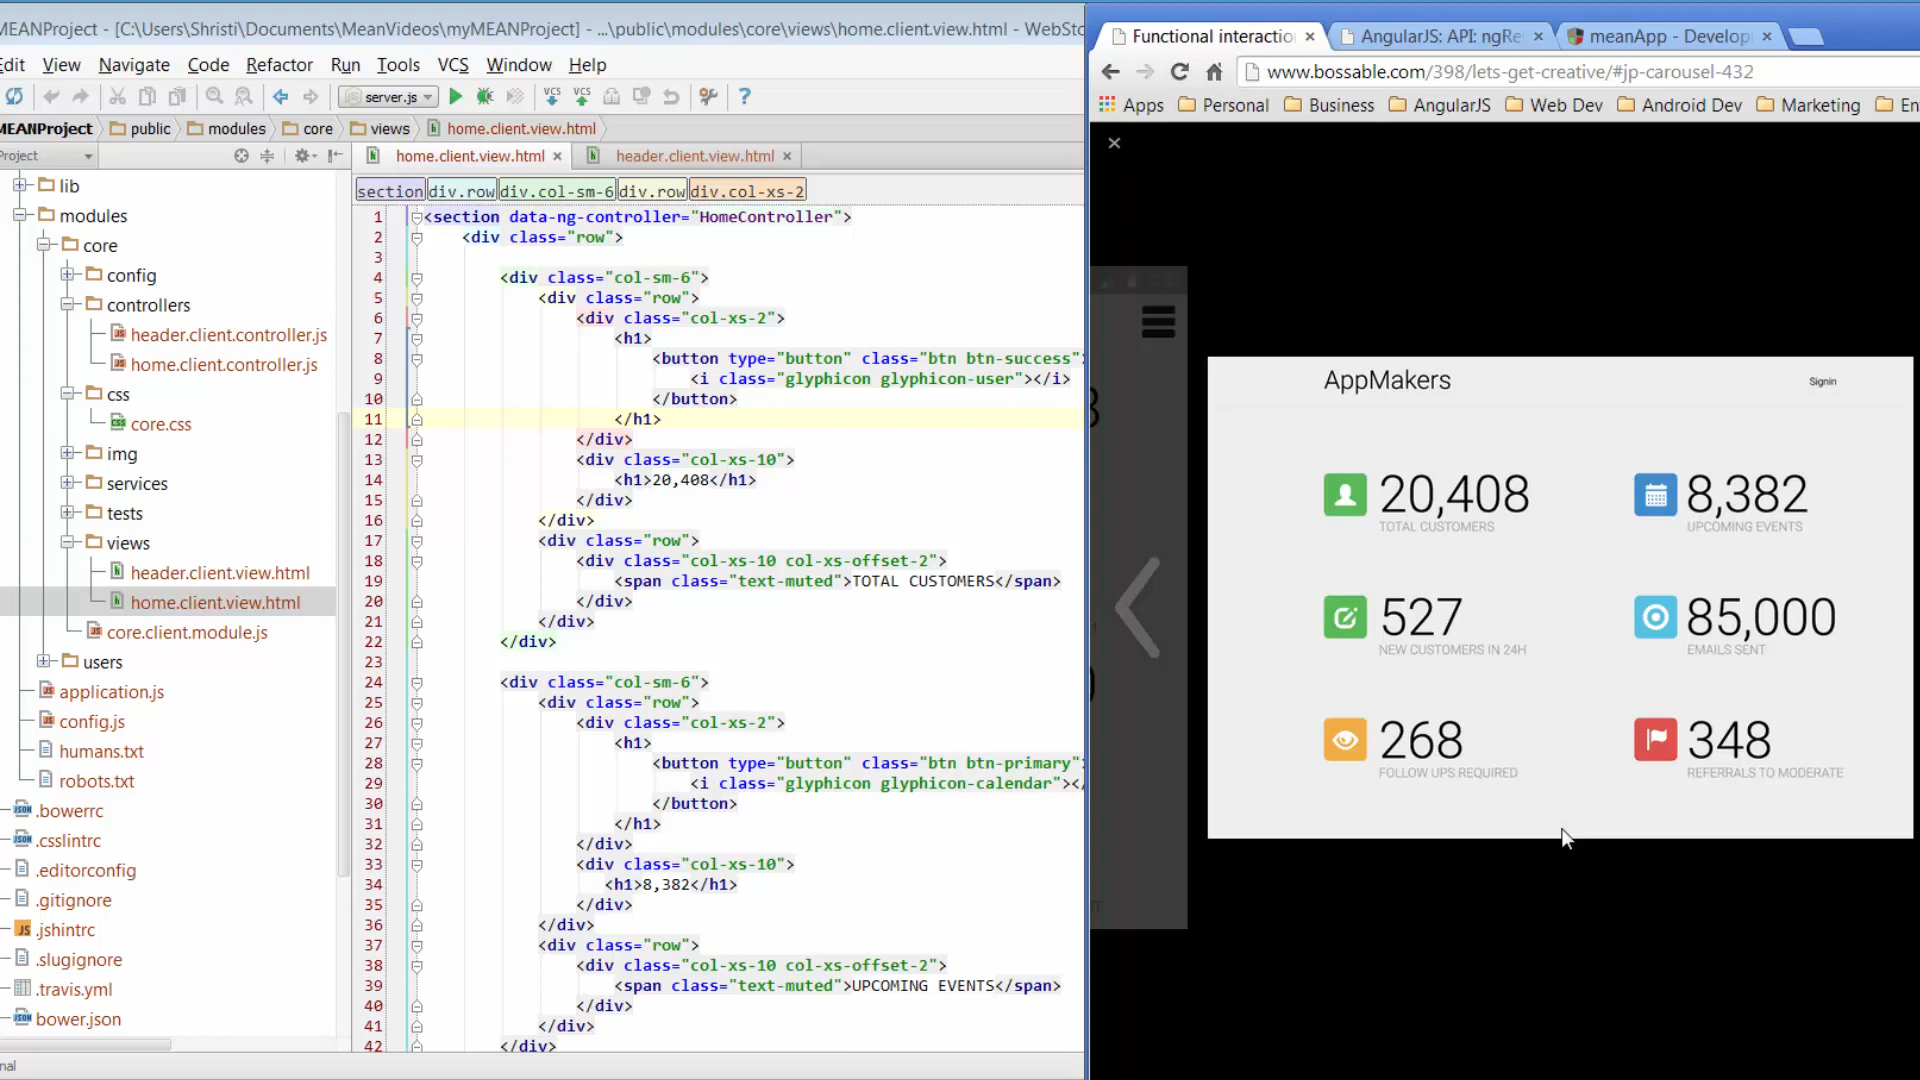 MEANProject - [C:\Users\Shristi\Documents\MeanVideos\myMEANProject] - ...\public\modules\core\views\home.client.view.html - WebSto
Edit View Navigate Code Refactor Run Tools VCS Window Help
server.js
VCS VCS
MEANProject public modules core views home.client.view.html
Project
home.client.view.html
header.client.view.html
section div.row div.col-sm-6 div.row div.col-xs-2
lib
modules
core
config
controllers
header.client.controller.js
home.client.controller.js
css
core.css
img
services
tests
views
header.client.view.html
home.client.view.html
core.client.module.js
users
application.js
config.js
humans.txt
robots.txt
.bowerrc
.csslintrc
.editorconfig
.gitignore
.jshintrc
.slugignore
.travis.yml
bower.json
nal
1 <section data-ng-controller="HomeController">
2 <div class="row">
3
4 <div class="col-sm-6">
5 <div class="row">
6 <div class="col-xs-2">
7 <h1>
8 <button type="button" class="btn btn-success"
9 <i class="glyphicon glyphicon-user"></i>
10 </button>
11 </h1>
12 </div>
13 <div class="col-xs-10">
14 <h1>20,408</h1>
15 </div>
16 </div>
17 <div class="row">
18 <div class="col-xs-10 col-xs-offset-2">
19 <span class="text-muted">TOTAL CUSTOMERS</span>
20 </div>
21 </div>
22 </div>
23
24 <div class="col-sm-6">
25 <div class="row">
26 <div class="col-xs-2">
27 <h1>
28 <button type="button" class="btn btn-primary"
29 <i class="glyphicon glyphicon-calendar"></
30 </button>
31 </h1>
32 </div>
33 <div class="col-xs-10">
34 <h1>8,382</h1>
35 </div>
36 </div>
37 <div class="row">
38 <div class="col-xs-10 col-xs-offset-2">
39 <span class="text-muted">UPCOMING EVENTS</span>
40 </div>
41 </div>
42 </div>
Functional interactio
AngularJS: API: ngRe
meanApp - Develop
www.bossable.com/398/lets-get-creative/#jp-carousel-432
Apps Personal Business AngularJS Web Dev Android Dev Marketing En
AppMakers
Signin
20,408
TOTAL CUSTOMERS
8,382
UPCOMING EVENTS
527
NEW CUSTOMERS IN 24H
85,000
EMAILS SENT
268
FOLLOW UPS REQUIRED
348
REFERRALS TO MODERATE